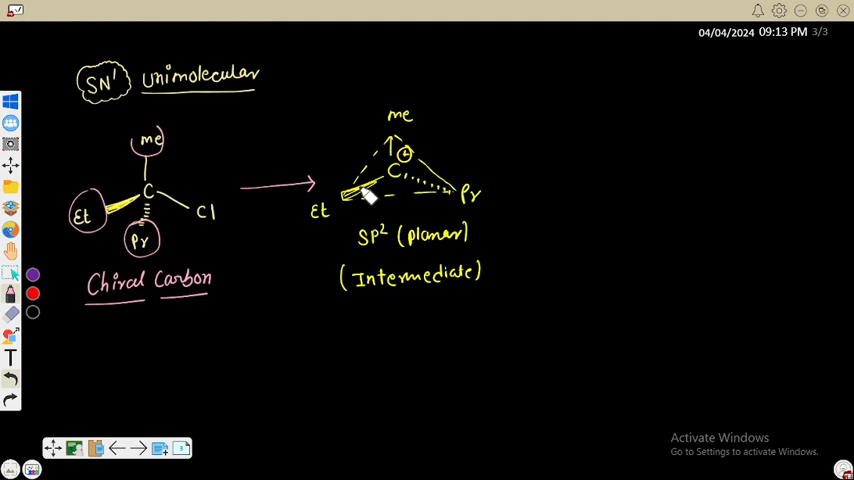 04/04/2024 09:13 PM 3/3
SN¹ unimolecular
me
C
Et
Cl
Pr
Chiral Carbon
me
C +
Et
Pr
SP² (Planar)
(Intermediate)
T
3
Activate Windows
Go to Settings to activate Windows.